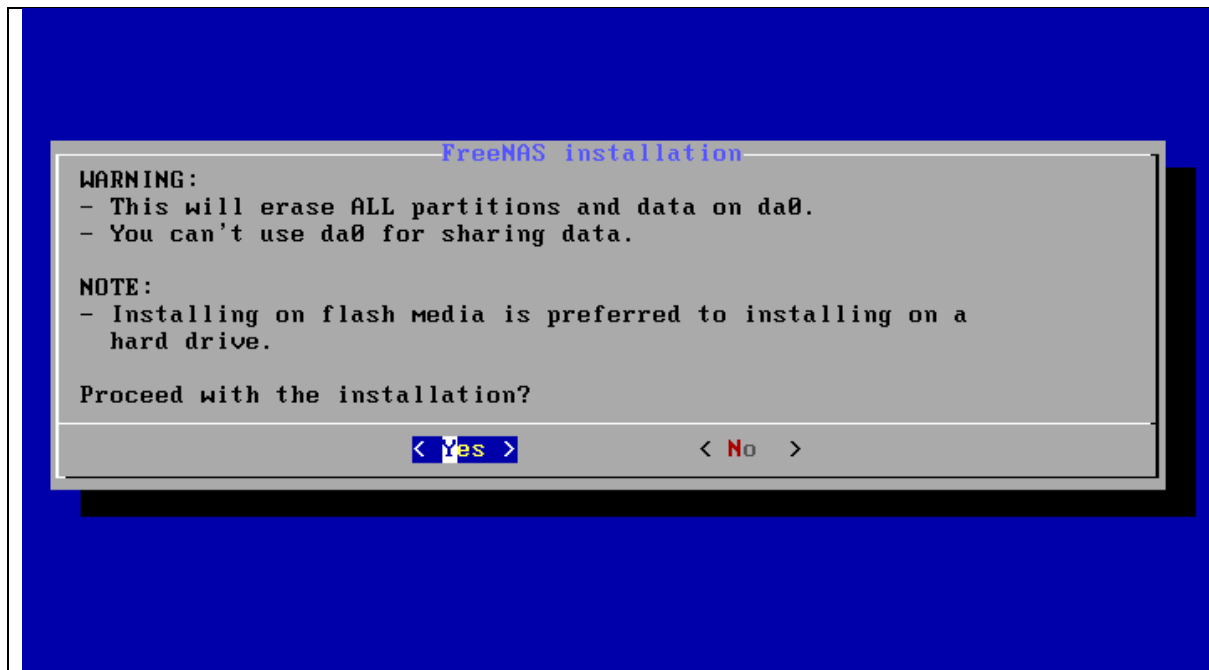 FreeNAS installation
WARNING:
- This will erase ALL partitions and data on da0.
- You can't use da0 for sharing data.
NOTE:
- Installing on flash media is preferred to installing on a
hard drive.
Proceed with the installation?
< Yes > < No >